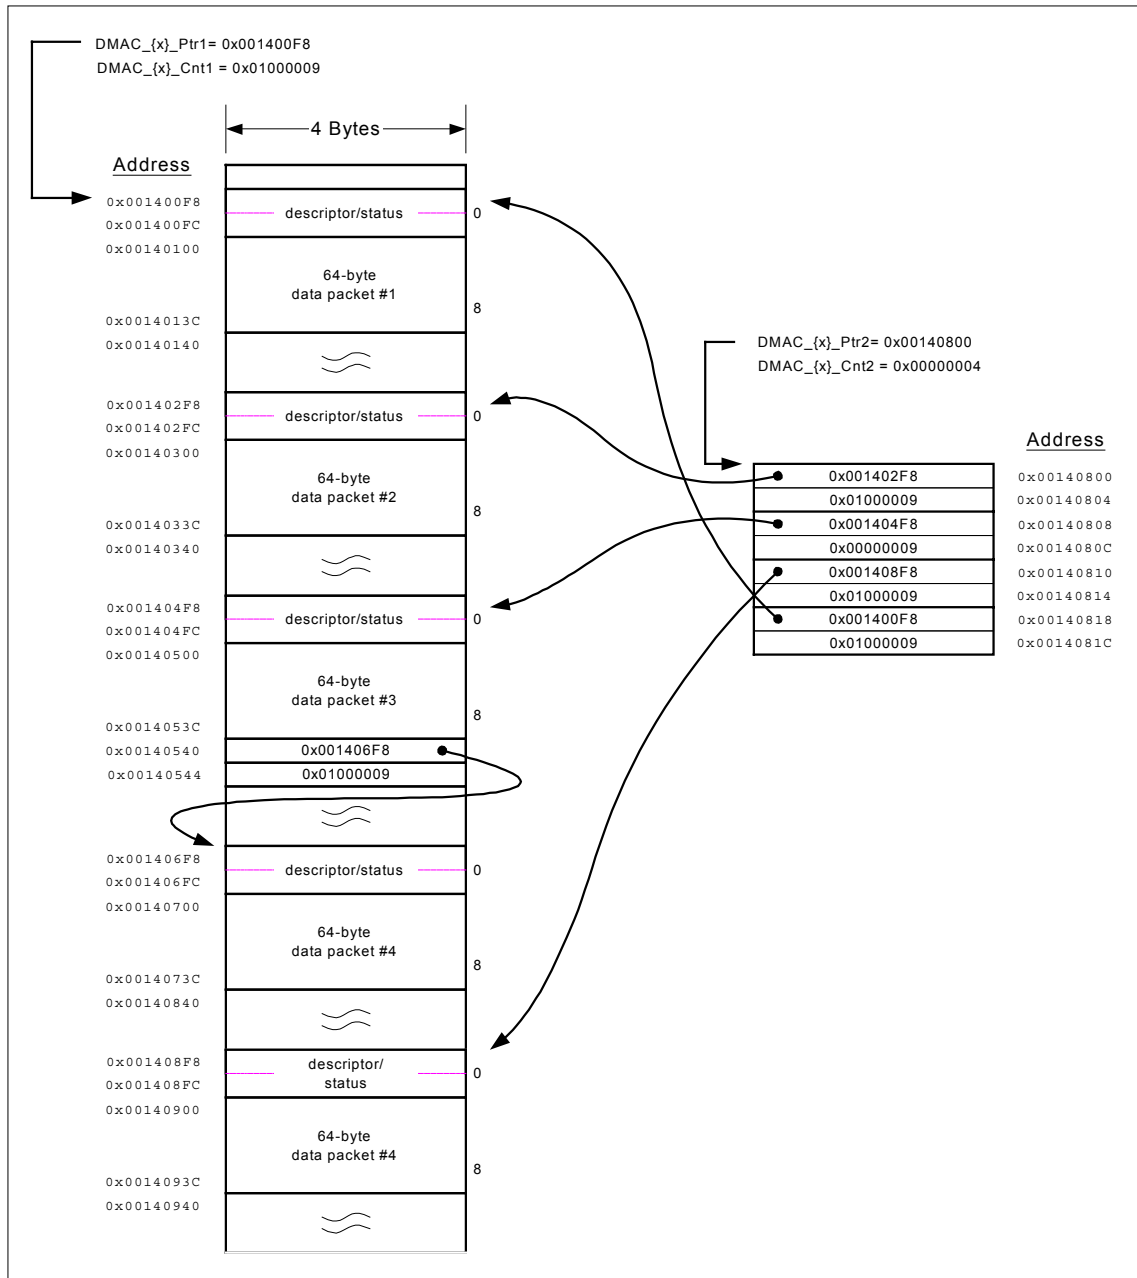 DMAC_{x}_Ptr1= 0x001400F8
DMAC_{x}_Cnt1 = 0x01000009
4 Bytes
Address
0x001400F8
descriptor/status
0
0x001400FC
0x00140100
64-byte
data packet #1
8
0x0014013C
0x00140140
0x001402F8
descriptor/status
0
0x001402FC
0x00140300
64-byte
data packet #2
8
0x0014033C
0x00140340
0x001404F8
descriptor/status
0
0x001404FC
0x00140500
64-byte
data packet #3
8
0x0014053C
0x00140540
0x001406F8
0x00140544
0x01000009
0x001406F8
descriptor/status
0
0x001406FC
0x00140700
64-byte
data packet #4
8
0x0014073C
0x00140840
0x001408F8
descriptor/
status
0
0x001408FC
0x00140900
64-byte
data packet #4
8
0x0014093C
0x00140940
DMAC_{x}_Ptr2= 0x00140800
DMAC_{x}_Cnt2 = 0x00000004
Address
0x001402F8
0x00140800
0x01000009
0x00140804
0x001404F8
0x00140808
0x00000009
0x0014080C
0x001408F8
0x00140810
0x01000009
0x00140814
0x001400F8
0x00140818
0x01000009
0x0014081C